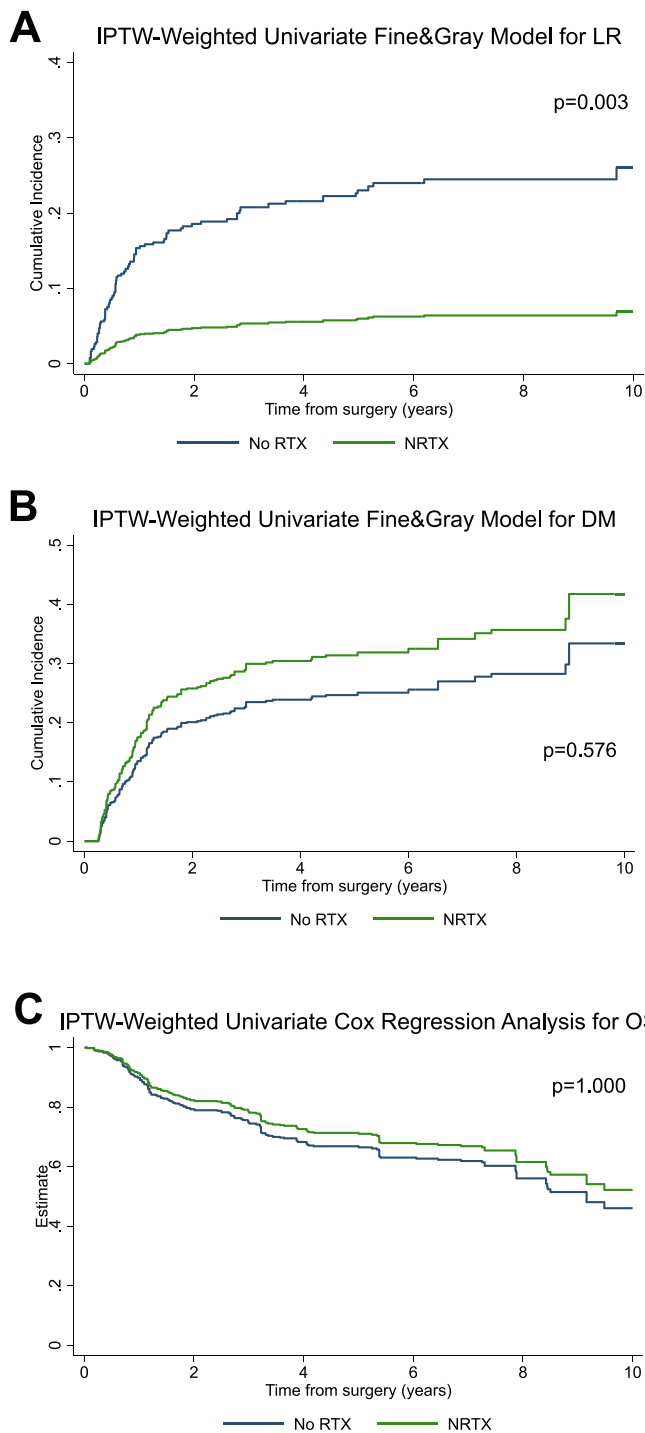 A
IPTW-Weighted Univariate Fine&Gray Model for LR
.4
p=0.003
.3
Cumulative Incidence
.2
.1
0
0 2 4 6 8 10
Time from surgery (years)
No RTX NRTX
B
IPTW-Weighted Univariate Fine&Gray Model for DM
.5
.4
.3
Cumulative Incidence
.2
p=0.576
.1
0
0 2 4 6 8 10
Time from surgery (years)
No RTX NRTX
C
IPTW-Weighted Univariate Cox Regression Analysis for OS
1
p=1.000
.8
.6
Estimate
.4
.2
0
0 2 4 6 8 10
Time from surgery (years)
No RTX NRTX